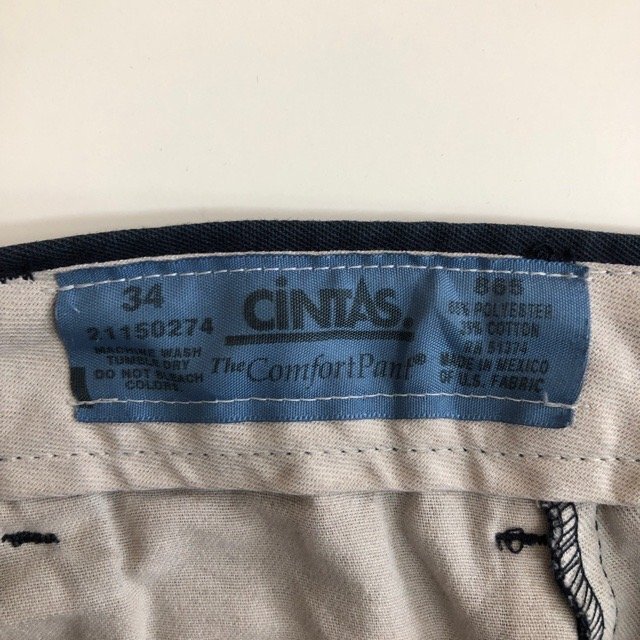 34
21150274
MACHINE WASH
TUMBLE DRY
DO NOT BLEACH
COLORS
CiNTAS.
The ComfortPant®
865
65% POLYESTER
35% COTTON
RN 51374
MADE IN MEXICO
OF U.S. FABRIC